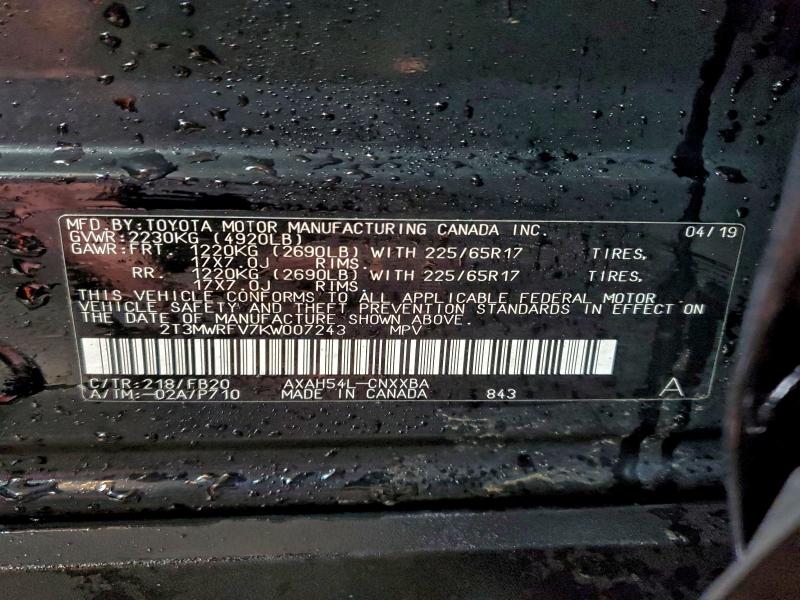 MFD BY:TOYOTA MOTOR MANUFACTURING CANADA INC. 04/19
GVWR:2230KG (4920LB)
GAWR:FRT. 1220KG (2690LB) WITH 225/65R17 TIRES,
17X7.0J RIMS.
RR. 1220KG (2690LB) WITH 225/65R17 TIRES,
17X7.0J RIMS.
THIS VEHICLE CONFORMS TO ALL APPLICABLE FEDERAL MOTOR
VEHICLE SAFETY AND THEFT PREVENTION STANDARDS IN EFFECT ON
THE DATE OF MANUFACTURE SHOWN ABOVE.
2T3MWRFV7KW007243 MPV
C/TR:218/FB20 AXAH54L-CNXXBA
A/TM:-02A/P710 MADE IN CANADA 843 A